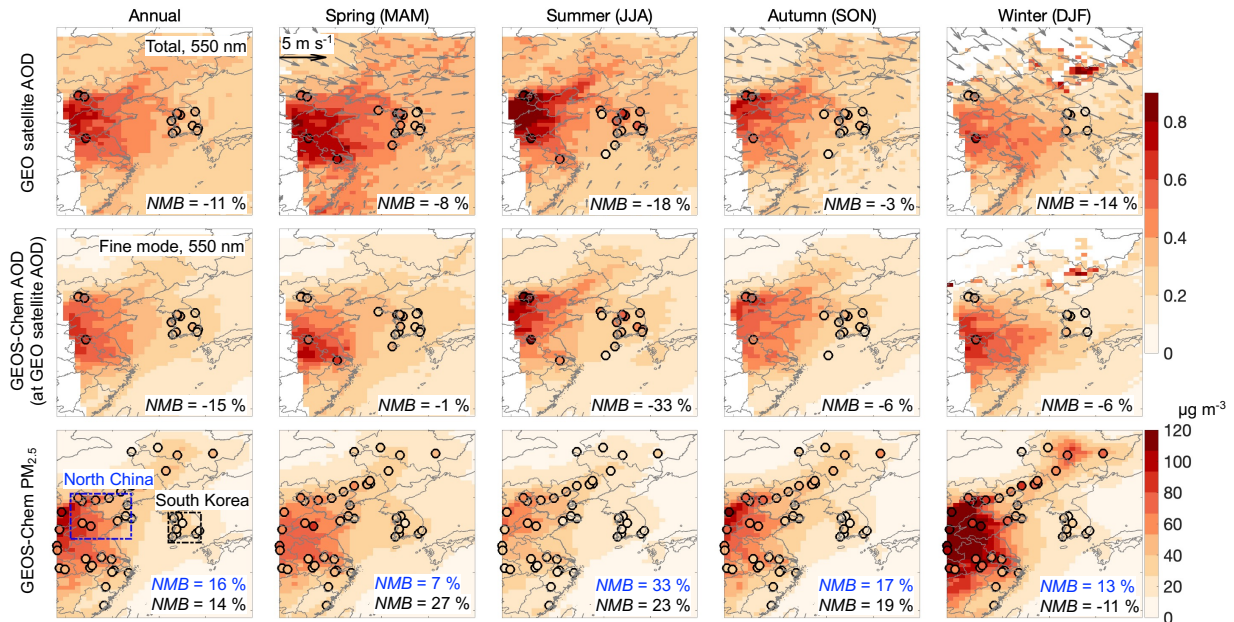 Annual
Spring (MAM)
Summer (JJA)
Autumn (SON)
Winter (DJF)
GEO satellite AOD
Total, 550 nm
5 m s⁻¹
NMB = -11 %
NMB = -8 %
NMB = -18 %
NMB = -3 %
NMB = -14 %
GEOS-Chem AOD
(at GEO satellite AOD)
Fine mode, 550 nm
NMB = -15 %
NMB = -1 %
NMB = -33 %
NMB = -6 %
NMB = -6 %
0.8
0.6
0.4
0.2
0
GEOS-Chem PM₂.₅
North China
South Korea
NMB = 16 %
NMB = 14 %
NMB = 7 %
NMB = 27 %
NMB = 33 %
NMB = 23 %
NMB = 17 %
NMB = 19 %
NMB = 13 %
NMB = -11 %
µg m⁻³
120
100
80
60
40
20
0